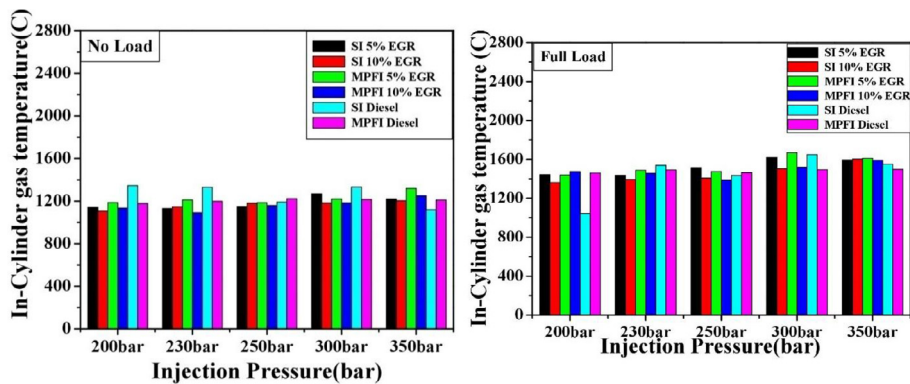 No Load
SI 5% EGR
SI 10% EGR
MPFI 5% EGR
MPFI 10% EGR
SI Diesel
MPFI Diesel
In-Cylinder gas temperature(C)
2800
2400
2000
1600
1200
800
400
0
200bar 230bar 250bar 300bar 350bar
Injection Pressure(bar)
Full Load
SI 5% EGR
SI 10% EGR
MPFI 5% EGR
MPFI 10% EGR
SI Diesel
MPFI Diesel
In-Cylinder gas temperature (C)
2800
2400
2000
1600
1200
800
400
0
200bar 230bar 250bar 300bar 350bar
Injection Pressure(bar)